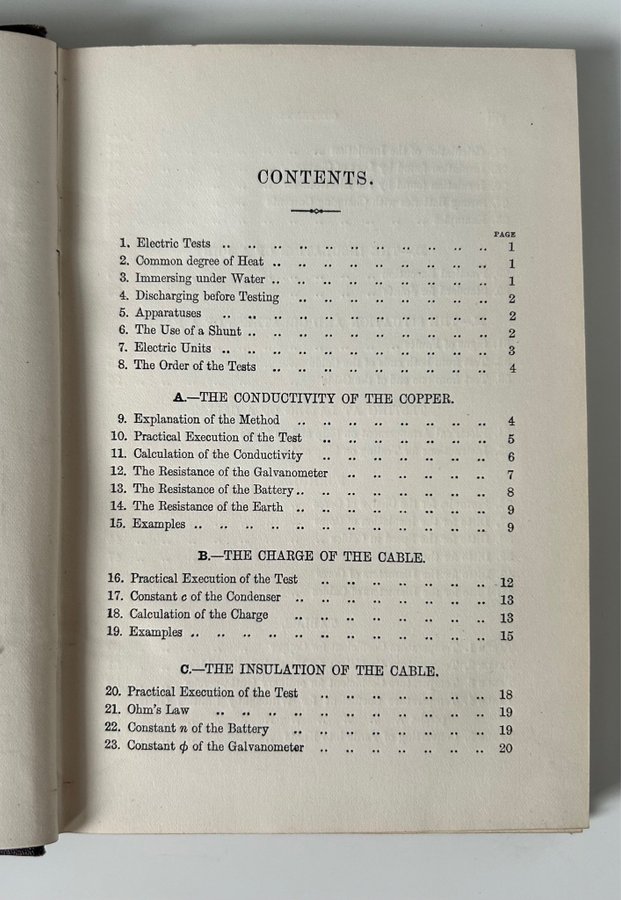 CONTENTS.
PAGE
1. Electric Tests .. .. .. .. .. .. .. .. .. .. .. 1
2. Common degree of Heat .. .. .. .. .. .. .. .. .. 1
3. Immersing under Water .. .. .. .. .. .. .. .. .. 1
4. Discharging before Testing .. .. .. .. .. .. .. .. 2
5. Apparatuses .. .. .. .. .. .. .. .. .. .. .. 2
6. The Use of a Shunt .. .. .. .. .. .. .. .. .. .. 2
7. Electric Units .. .. .. .. .. .. .. .. .. .. .. 3
8. The Order of the Tests .. .. .. .. .. .. .. .. .. 4
A.—THE CONDUCTIVITY OF THE COPPER.
9. Explanation of the Method .. .. .. .. .. .. .. .. 4
10. Practical Execution of the Test .. .. .. .. .. .. .. 5
11. Calculation of the Conductivity .. .. .. .. .. .. .. 6
12. The Resistance of the Galvanometer .. .. .. .. .. .. 7
13. The Resistance of the Battery .. .. .. .. .. .. .. .. 8
14. The Resistance of the Earth .. .. .. .. .. .. .. .. 9
15. Examples .. .. .. .. .. .. .. .. .. .. .. .. 9
B.—THE CHARGE OF THE CABLE.
16. Practical Execution of the Test .. .. .. .. .. .. .. 12
17. Constant c of the Condenser .. .. .. .. .. .. .. .. 13
18. Calculation of the Charge .. .. .. .. .. .. .. .. 13
19. Examples .. .. .. .. .. .. .. .. .. .. .. .. 15
C.—THE INSULATION OF THE CABLE.
20. Practical Execution of the Test .. .. .. .. .. .. .. 18
21. Ohm's Law .. .. .. .. .. .. .. .. .. .. .. 19
22. Constant n of the Battery .. .. .. .. .. .. .. .. 19
23. Constant ϕ of the Galvanometer .. .. .. .. .. .. .. 20